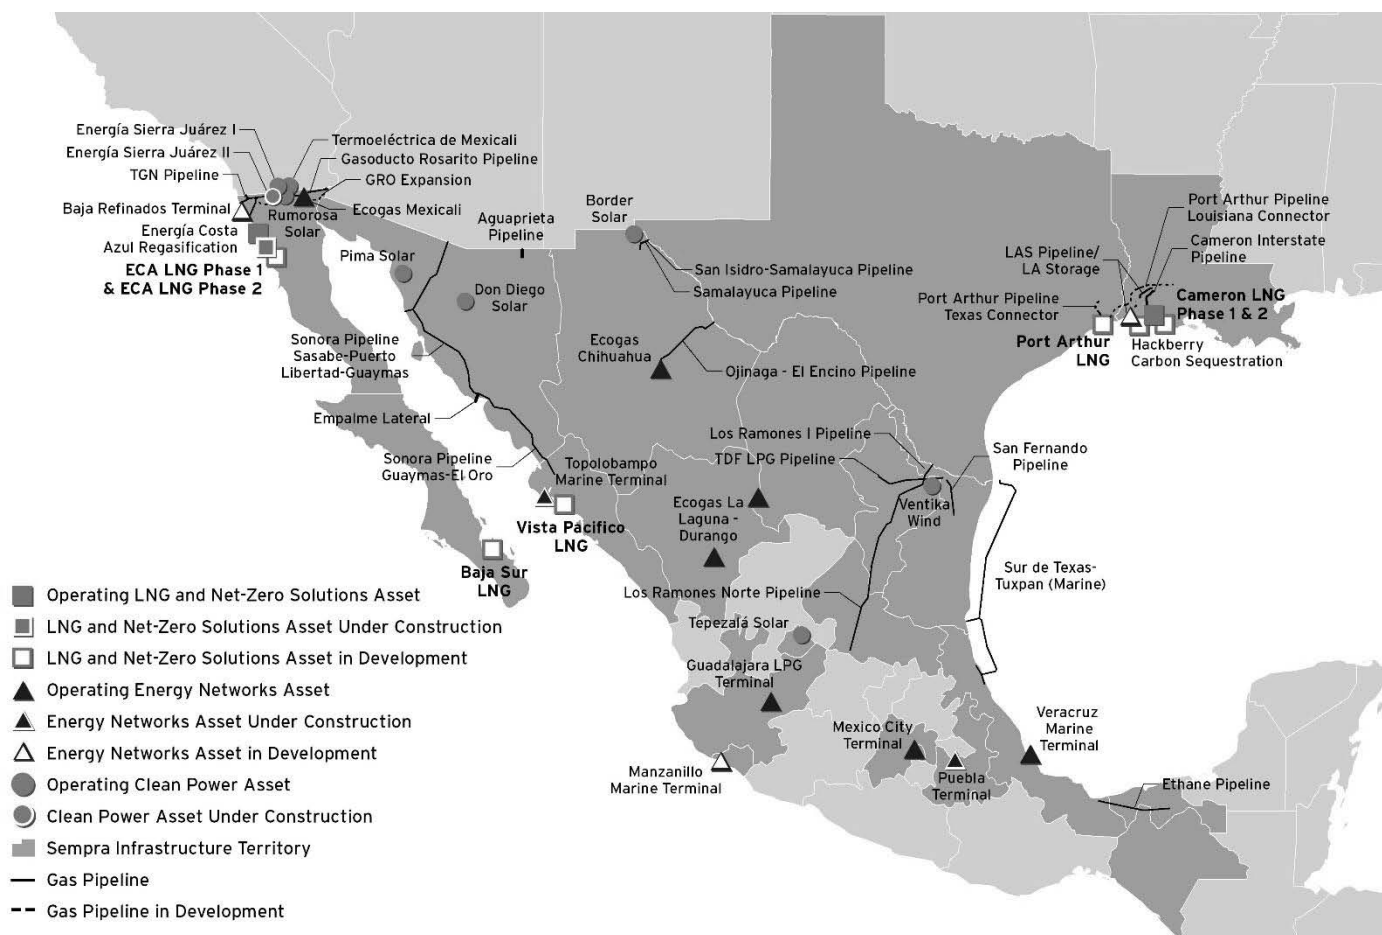 Energía Sierra Juárez I
Energía Sierra Juárez II
TGN Pipeline
Baja Refinados Terminal
Energía Costa
Azul Regasification
ECA LNG Phase 1
& ECA LNG Phase 2
Termoeléctrica de Mexicali
Gasoducto Rosarito Pipeline
GRO Expansion
Ecogas Mexicali
Rumorosa
Solar
Pima Solar
Aguaprieta
Pipeline
Don Diego
Solar
Border
Solar
San Isidro-Samalayuca Pipeline
Samalayuca Pipeline
Sonora Pipeline
Sasabe-Puerto
Libertad-Guaymas
Ecogas
Chihuahua
Ojinaga - El Encino Pipeline
Empalme Lateral
Sonora Pipeline
Guaymas-El Oro
Topolobampo
Marine Terminal
Vista Pacifico
LNG
Baja Sur
LNG
Port Arthur Pipeline
Louisiana Connector
Cameron Interstate
Pipeline
LAS Pipeline/
LA Storage
Port Arthur Pipeline
Texas Connector
Cameron LNG
Phase 1 & 2
Port Arthur
LNG
Hackberry
Carbon Sequestration
Los Ramones I Pipeline
TDF LPG Pipeline
San Fernando
Pipeline
Ventika
Wind
Ecogas La
Laguna -
Durango
Los Ramones Norte Pipeline
Sur de Texas-
Tuxpan (Marine)
Tepezalá Solar
Guadalajara LPG
Terminal
Manzanillo
Marine Terminal
Mexico City
Terminal
Puebla
Terminal
Veracruz
Marine
Terminal
Ethane Pipeline
Operating LNG and Net-Zero Solutions Asset
LNG and Net-Zero Solutions Asset Under Construction
LNG and Net-Zero Solutions Asset in Development
Operating Energy Networks Asset
Energy Networks Asset Under Construction
Energy Networks Asset in Development
Operating Clean Power Asset
Clean Power Asset Under Construction
Sempra Infrastructure Territory
Gas Pipeline
Gas Pipeline in Development